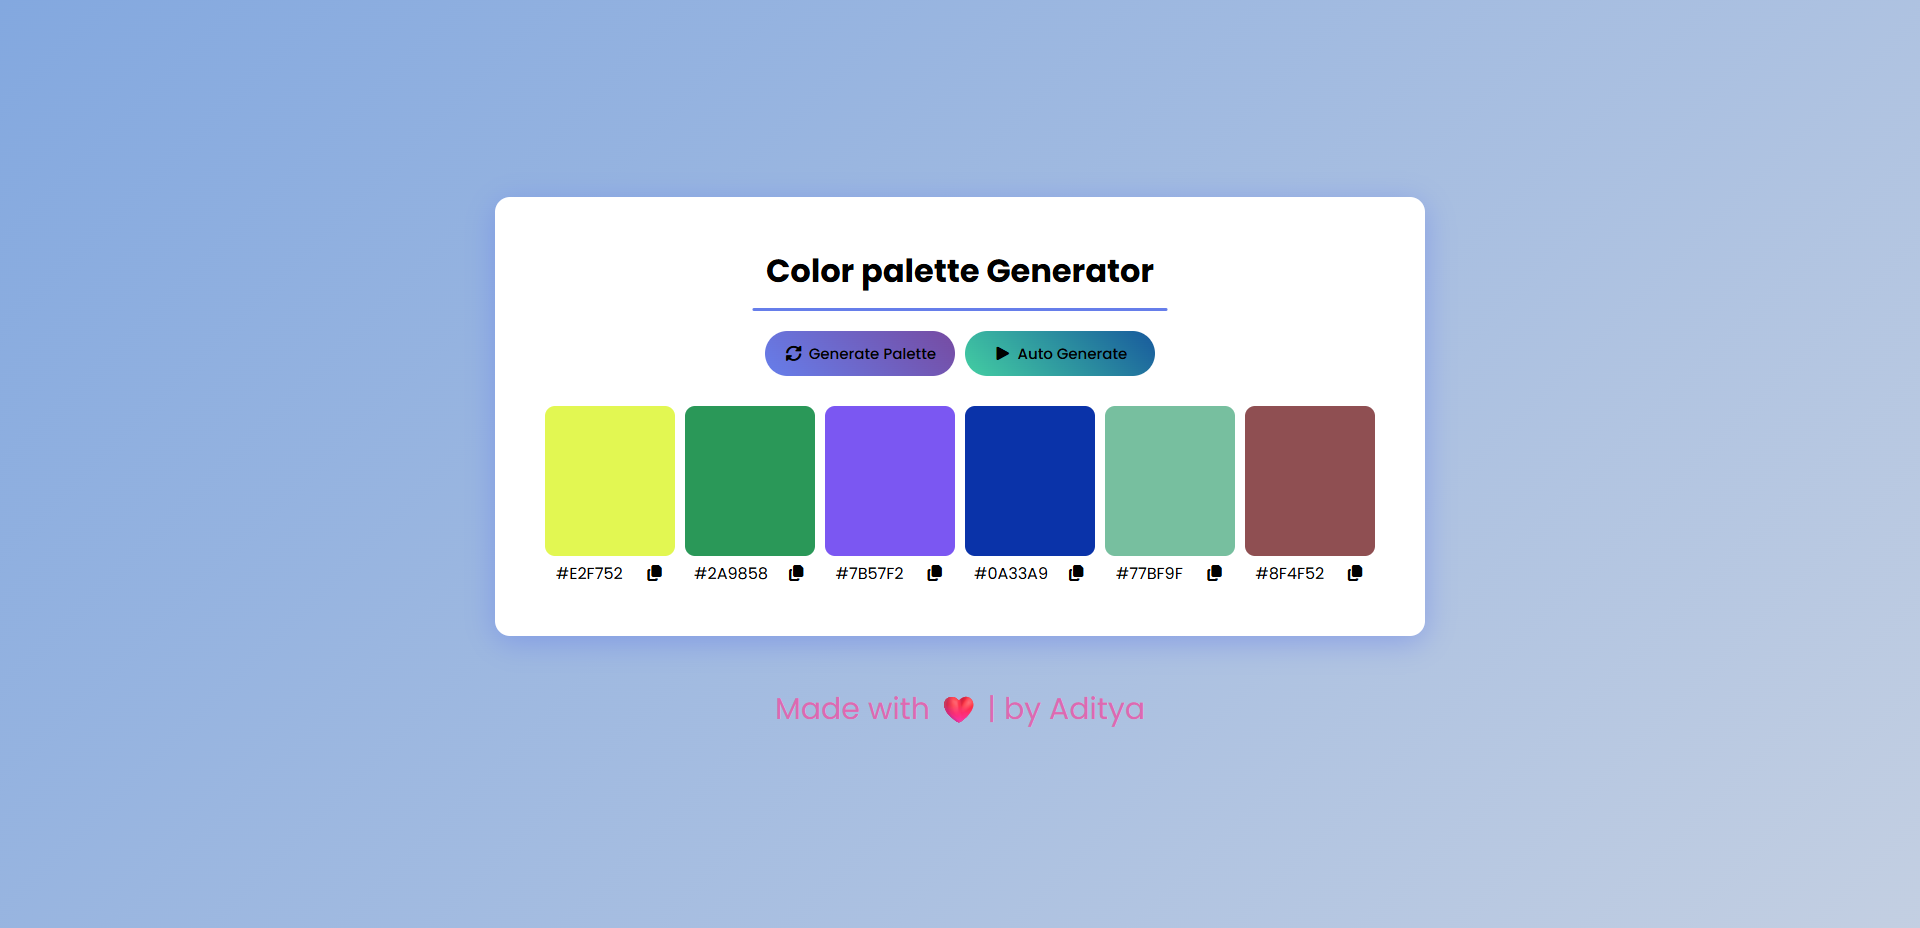 Color palette Generator
Generate Palette
Auto Generate
#E2F752
#2A9858
#7B57F2
#0A33A9
#77BF9F
#8F4F52
Made with ❤️ | by Aditya